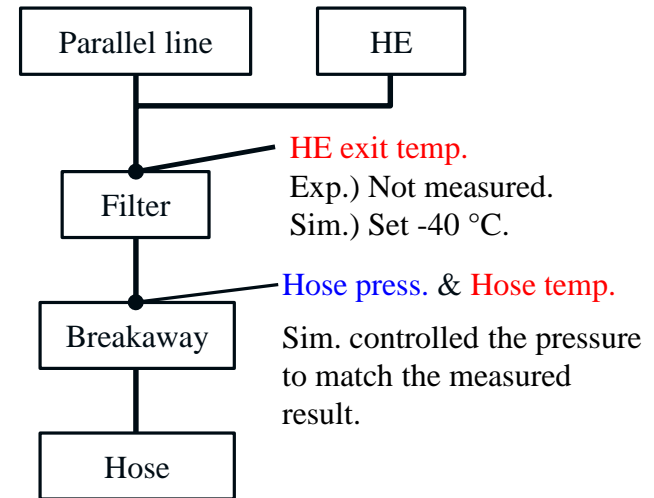 Parallel line
HE
HE exit temp.
Exp.) Not measured.
Sim.) Set -40 °C.
Filter
Hose press. & Hose temp.
Breakaway
Sim. controlled the pressure
to match the measured
result.
Hose